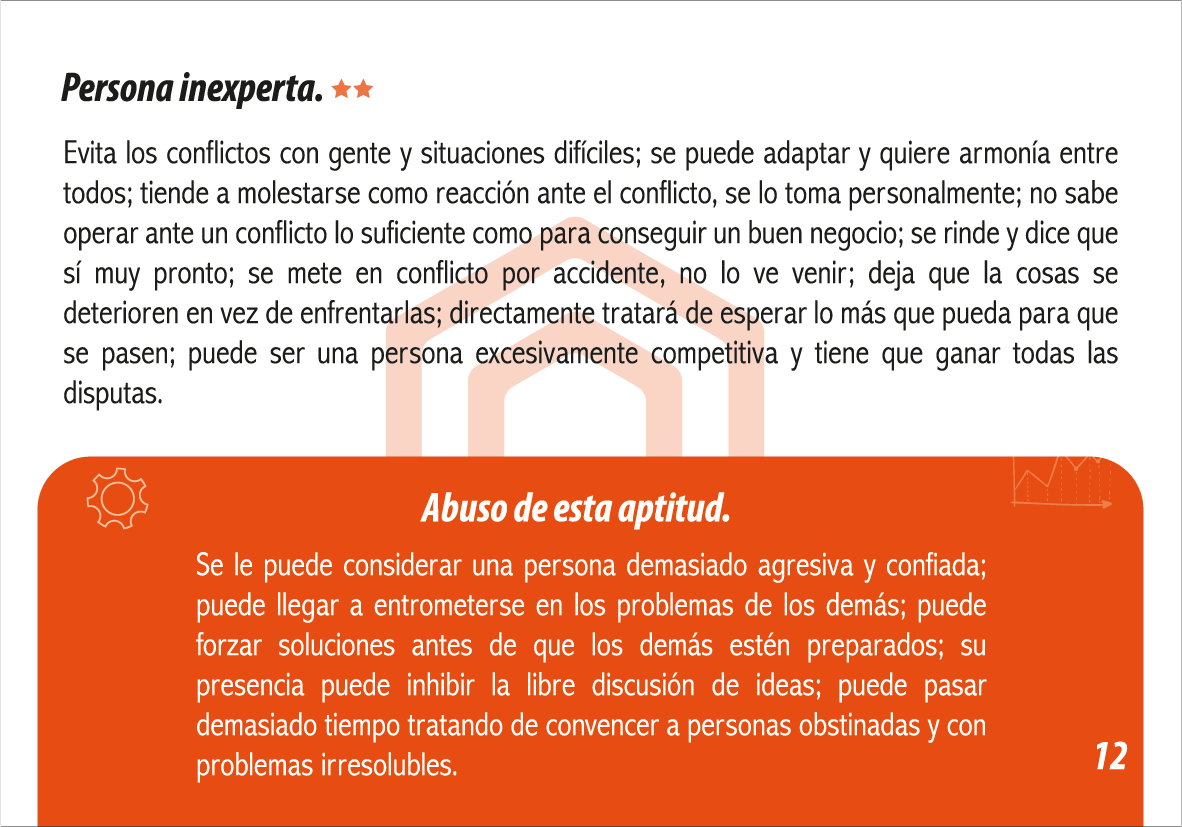 Persona inexperta.
Evita los conflictos con gente y situaciones difíciles; se puede adaptar y quiere armonía entre
todos; tiende a molestarse como reacción ante el conflicto, se lo toma personalmente; no sabe
operar ante un conflicto lo suficiente como para conseguir un buen negocio; se rinde y dice que
sí muy pronto; se mete en conflicto por accidente, no lo ve venir; deja que la cosas se
deterioren en vez de enfrentarlas; directamente tratará de esperar lo más que pueda para que
se pasen; puede ser una persona excesivamente competitiva y tiene que ganar todas las
disputas.
Abuso de esta aptitud.
Se le puede considerar una persona demasiado agresiva y confiada;
puede llegar a entrometerse en los problemas de los demás; puede
forzar soluciones antes de que los demás estén preparados; su
presencia puede inhibir la libre discusión de ideas; puede pasar
demasiado tiempo tratando de convencer a personas obstinadas y con
problemas irresolubles.
12